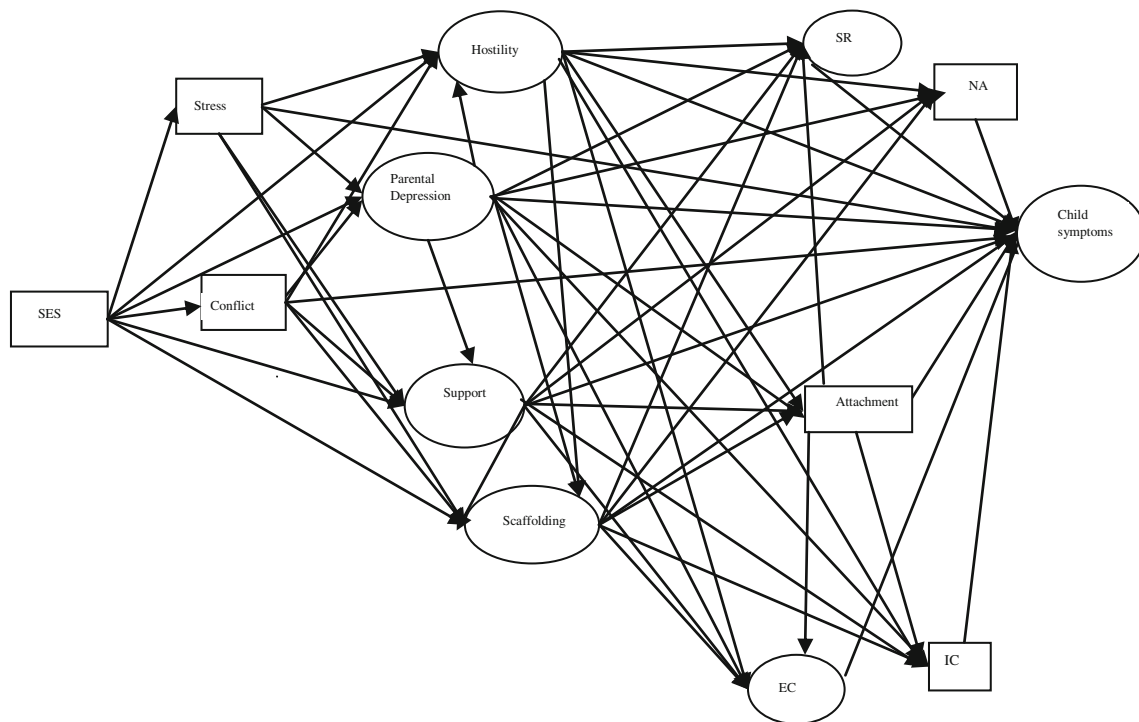 Hostility
SR
NA
Stress
Parental
Depression
Child
symptoms
SES
Conflict
Support
Attachment
Scaffolding
EC
IC